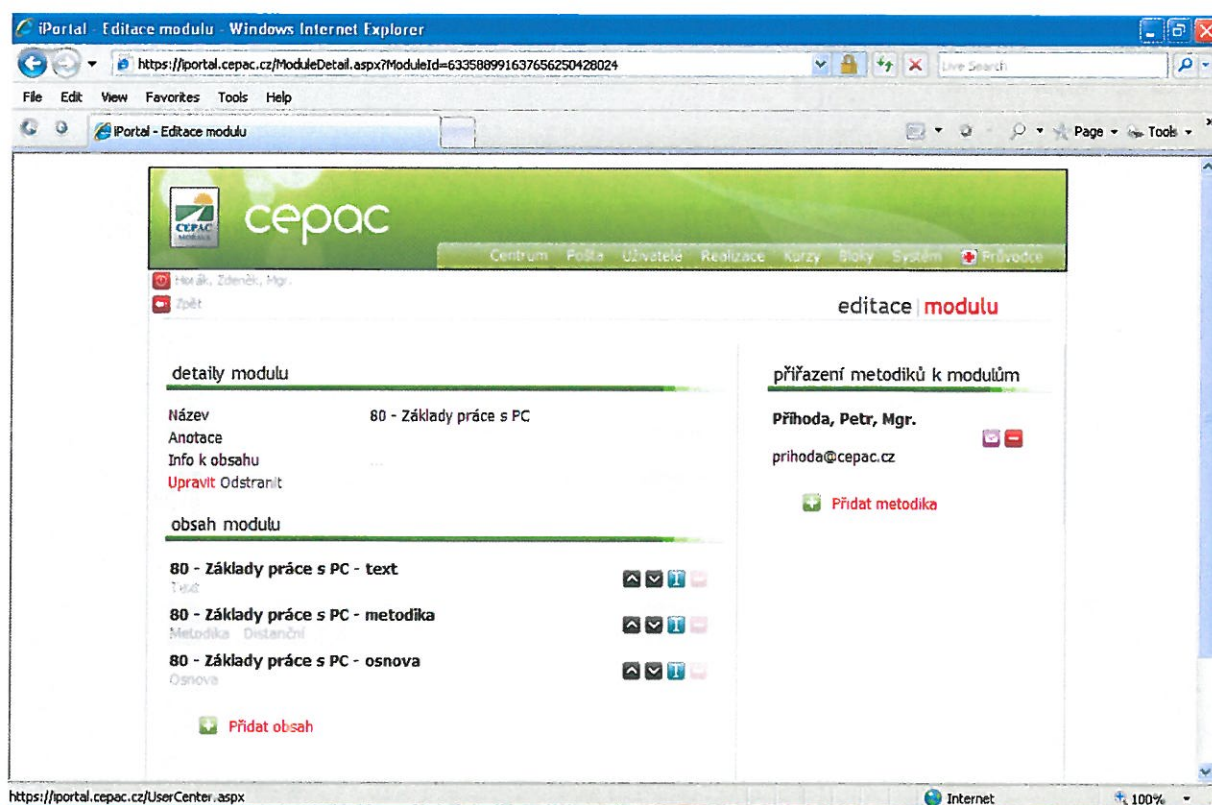 iPortal - Editace modulu - Windows Internet Explorer
https://iportal.cepac.cz/ModuleDetail.aspx?ModuleId=633588991637656250428024
Live Search
File Edit View Favorites Tools Help
iPortal - Editace modulu
Page Tools
CEPAC
MORAVA
cepac
Centrum Pošta Uživatelé Realizace Kurzy Bloky Systém Průvodce
Horák, Zdeněk, Mgr.
Zpět
editace | modulu
detaily modulu
Název 80 - Základy práce s PC
Anotace
Info k obsahu ...
Upravit Odstranit
obsah modulu
80 - Základy práce s PC - text
Text
80 - Základy práce s PC - metodika
Metodika Distanční
80 - Základy práce s PC - osnova
Osnova
Přidat obsah
přiřazení metodiků k modulům
Příhoda, Petr, Mgr.
prihoda@cepac.cz
Přidat metodika
https://iportal.cepac.cz/UserCenter.aspx
Internet
100%